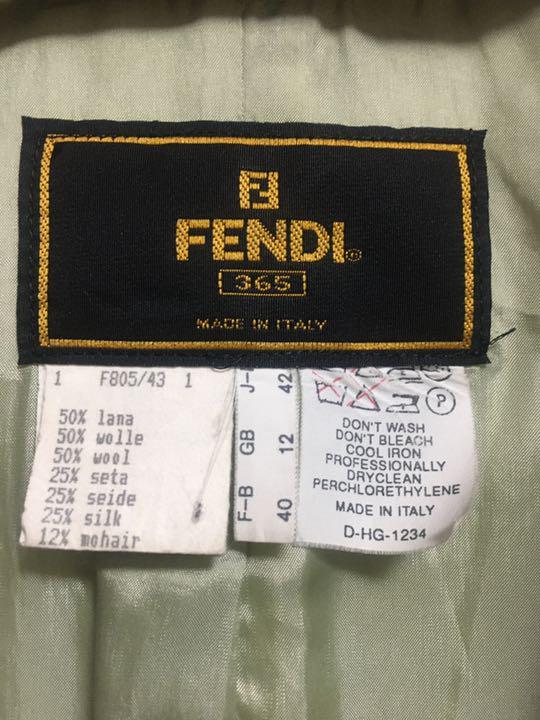 FENDI®
365
MADE IN ITALY
1 F805/43 1
50% lana
50% wolle
50% wool
25% seta
25% seide
25% silk
12% mohair
42
GB 12
F-B 40
P
DON'T WASH
DON'T BLEACH
COOL IRON
PROFESSIONALLY
DRYCLEAN
PERCHLORETHYLENE
MADE IN ITALY
D-HG-1234